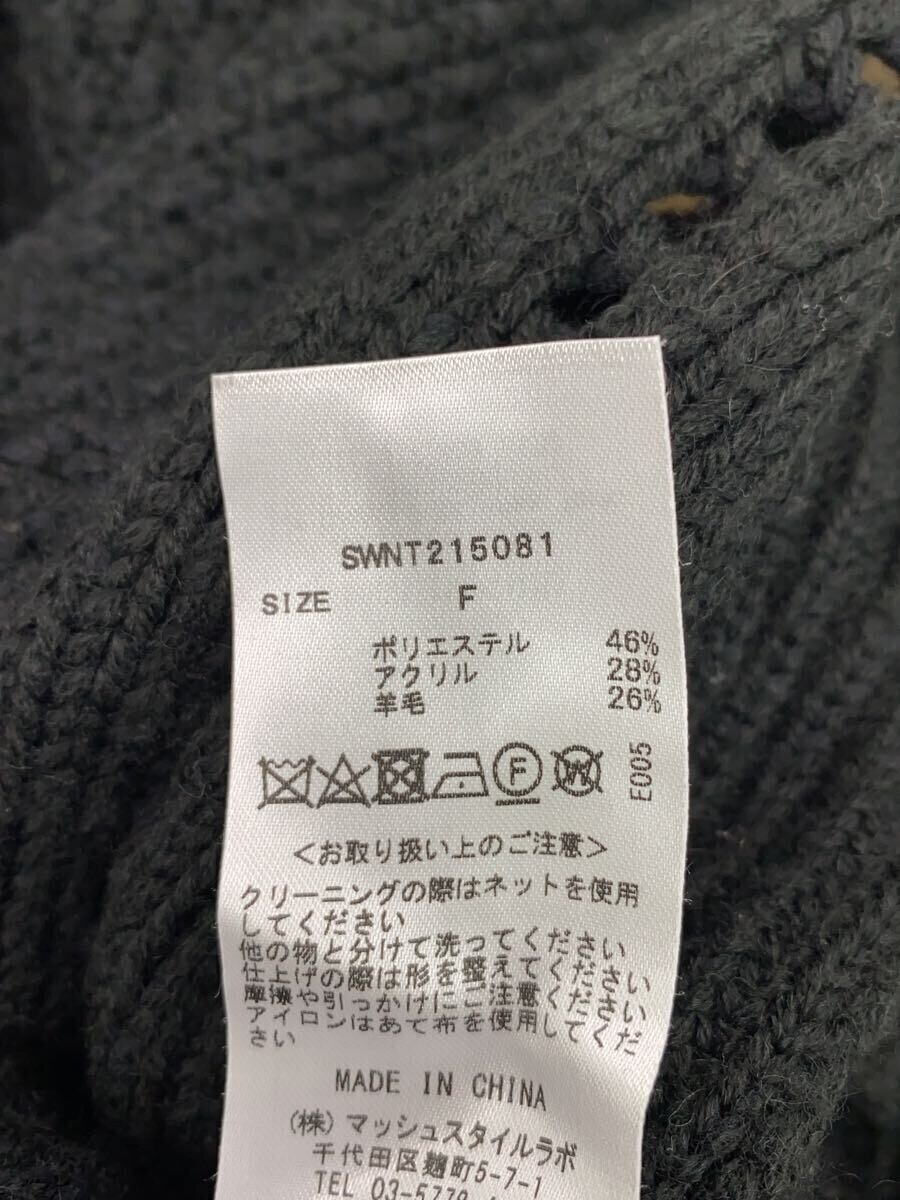 SWNT215081
SIZE F
ポリエステル 46%
アクリル 28%
羊毛 26%
F W E005
<お取り扱い上のご注意>
クリーニングの際はネットを使用
してください
他の物と分けて洗ってください
仕上げの際は形を整えてください
摩擦や引っかけにご注意ください
アイロンはあて布を使用してくだ
さい
MADE IN CHINA
(株)マッシュスタイルラボ
千代田区麹町5-7-1
TEL 03-5770